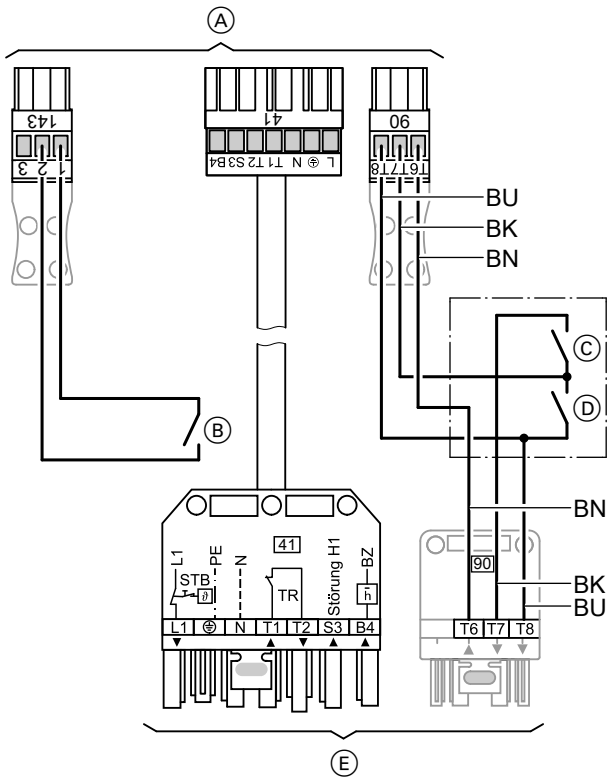 A
143
41
90
3 2 1
B4 S3 T2 T1 N L
T8 T7 T6
BU
BK
BN
C
D
B
BN
BK
BU
L1
STB
ϑ
PE
N
41
TR
Störung H1
BZ
h
90
L1 N T1 T2 S3 B4
T6 T7 T8
E